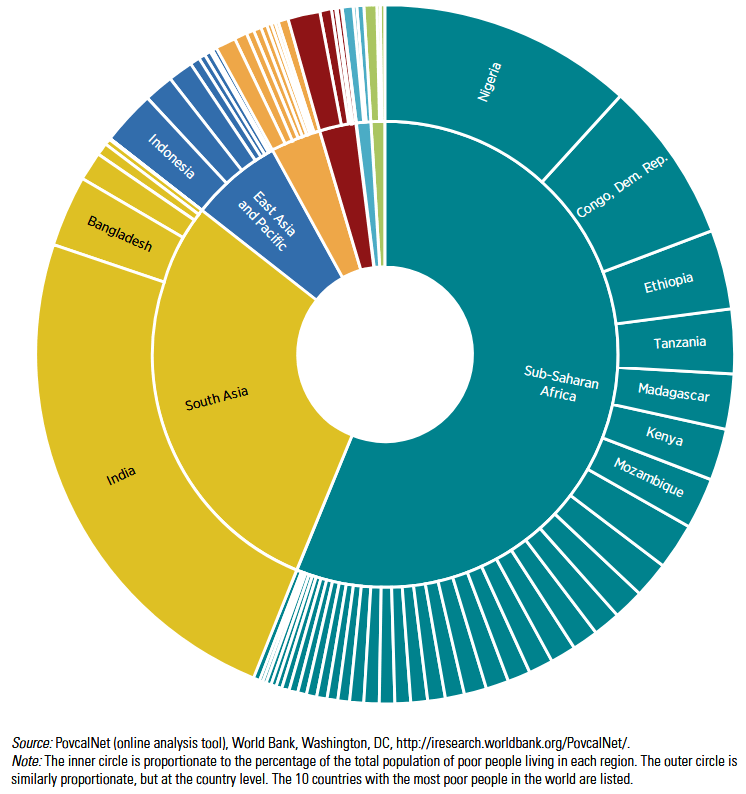 Nigeria
Congo, Dem. Rep.
Ethiopia
Tanzania
Madagascar
Kenya
Mozambique
Sub-Saharan
Africa
South Asia
India
Bangladesh
Indonesia
East Asia
and Pacific
Source: PovcalNet (online analysis tool), World Bank, Washington, DC, http://iresearch.worldbank.org/PovcalNet/.
Note: The inner circle is proportionate to the percentage of the total population of poor people living in each region. The outer circle is
similarly proportionate, but at the country level. The 10 countries with the most poor people in the world are listed.